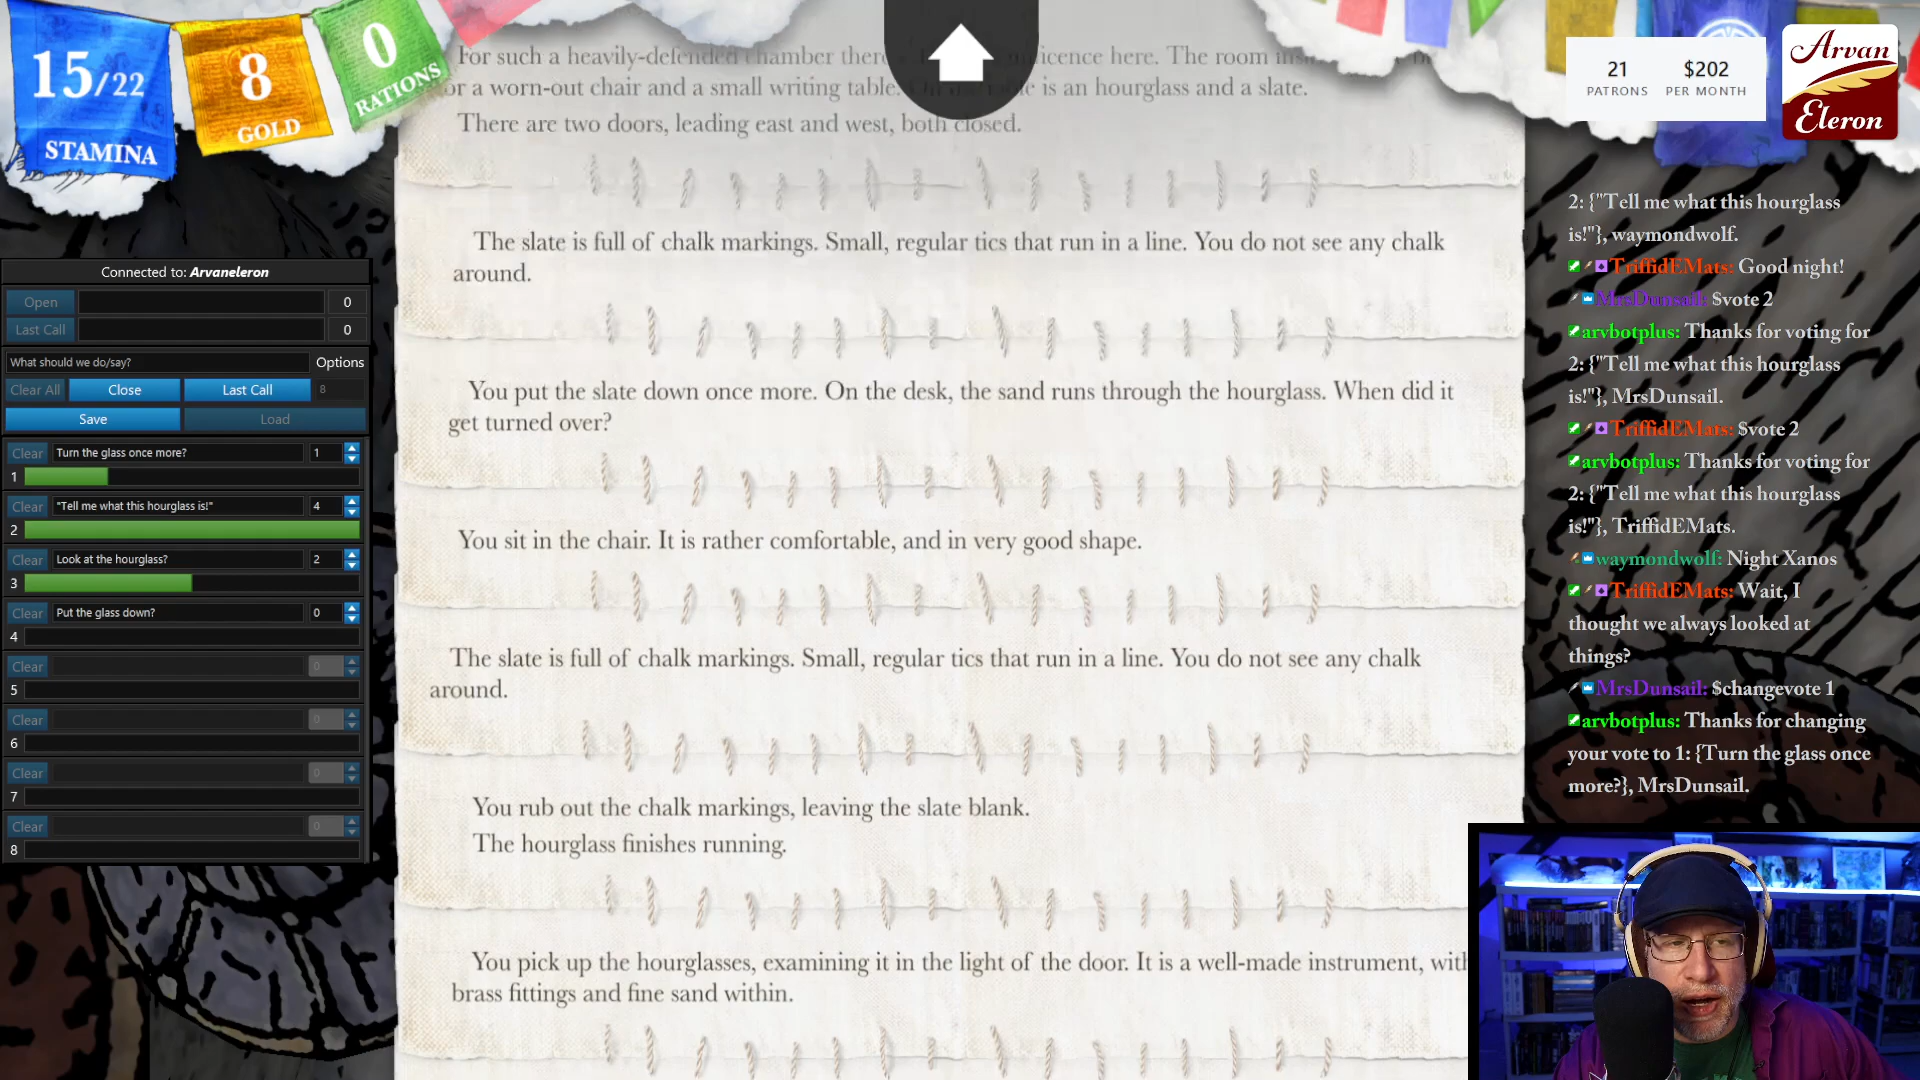 15/22
STAMINA
8
GOLD
0
RATIONS
For such a heavily-defended chamber there icence here. The room
or a worn-out chair and a small writing table. is an hourglass and a slate.
There are two doors, leading east and west, both closed.
The slate is full of chalk markings. Small, regular tics that run in a line. You do not see any chalk
around.
You put the slate down once more. On the desk, the sand runs through the hourglass. When did it
get turned over?
You sit in the chair. It is rather comfortable, and in very good shape.
The slate is full of chalk markings. Small, regular tics that run in a line. You do not see any chalk
around.
You rub out the chalk markings, leaving the slate blank.
The hourglass finishes running.
You pick up the hourglasses, examining it in the light of the door. It is a well-made instrument, with
brass fittings and fine sand within.
Connected to: Arvaneleron
Open 0
Last Call 0
What should we do/say? Options
Clear All Close Last Call 8
Save Load
Clear Turn the glass once more? 1
1
Clear "Tell me what this hourglass is!" 4
2
Clear Look at the hourglass? 2
3
Clear Put the glass down? 0
4
Clear 0
5
Clear 0
6
Clear 0
7
Clear 0
8
21 $202
PATRONS PER MONTH
Arvan
Eleron
2: {"Tell me what this hourglass
is!"}, waymondwolf.
TriffidEMats: Good night!
MrsDunsail: $vote 2
arvbotplus: Thanks for voting for
2: {"Tell me what this hourglass
is!"}, MrsDunsail.
TriffidEMats: $vote 2
arvbotplus: Thanks for voting for
2: {"Tell me what this hourglass
is!"}, TriffidEMats.
waymondwolf: Night Xanos
TriffidEMats: Wait, I
thought we always looked at
things?
MrsDunsail: $changevote 1
arvbotplus: Thanks for changing
your vote to 1: {Turn the glass once
more?}, MrsDunsail.